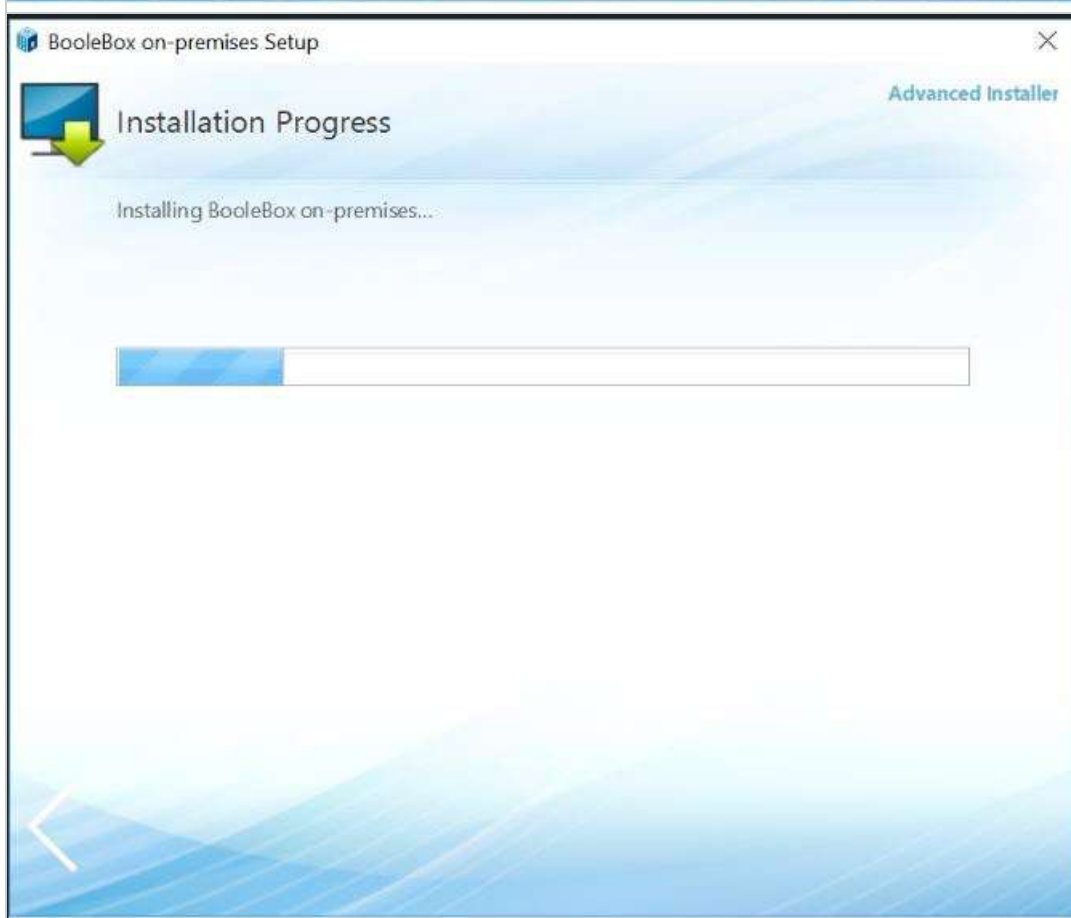 BooleBox on-premises Setup
Advanced Installer
Installation Progress
Installing BooleBox on-premises...